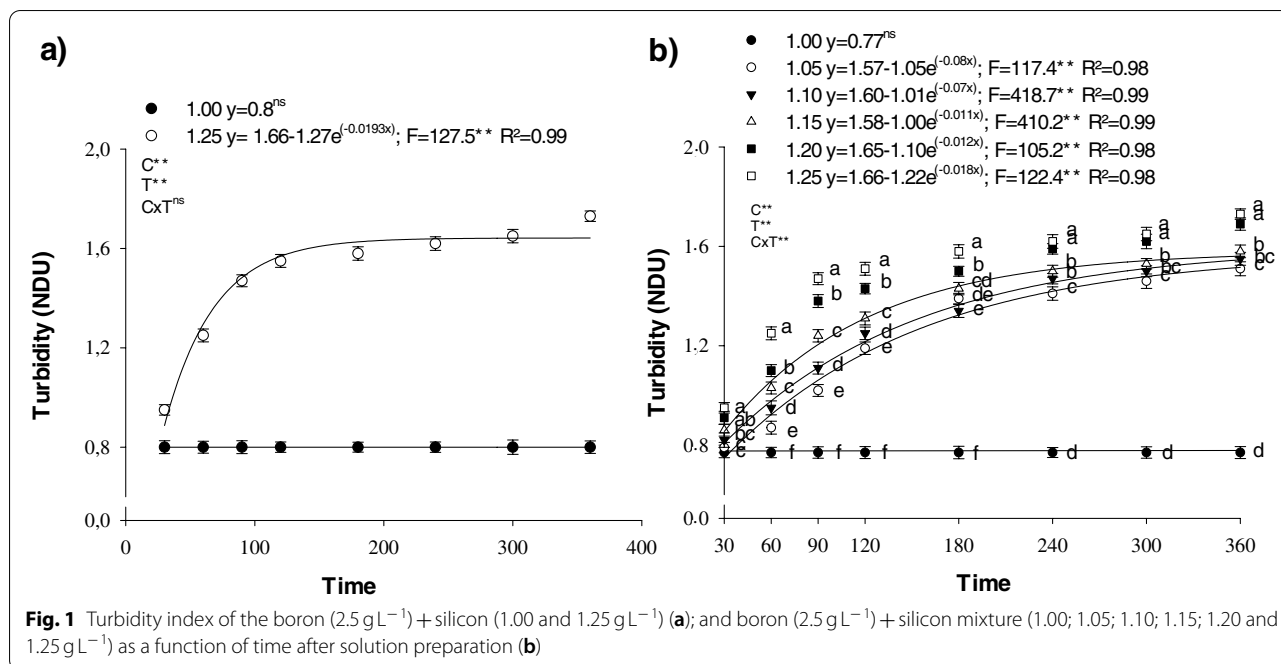 a)
● 1.00 y=0.8ns
○ 1.25 y= 1.66-1.27e(-0.0193x); F=127.5** R²=0.99
C**
T**
CxTns
2,0
1,6
1,2
0,8
0,0
Turbidity (NDU)
0 100 200 300 400
Time
b)
● 1.00 y=0.77ns
○ 1.05 y=1.57-1.05e(-0.08x); F=117.4** R²=0.98
▼ 1.10 y=1.60-1.01e(-0.07x); F=418.7** R²=0.99
△ 1.15 y=1.58-1.00e(-0.011x); F=410.2** R²=0.99
■ 1.20 y=1.65-1.10e(-0.012x); F=105.2** R²=0.98
□ 1.25 y=1.66-1.22e(-0.018x); F=122.4** R²=0.98
C**
T**
CxT**
2.0
1.6
1.2
0.8
0.0
Turbidity (NDU)
a ab bc c
a b c d e f
a b c d e f
a b c d e f
a b cd de e f
a a b b c d
a a b bc c d
a a b bc c d
30 60 90 120 180 240 300 360
Time
Fig. 1 Turbidity index of the boron (2.5 g L−1) + silicon (1.00 and 1.25 g L−1) (a); and boron (2.5 g L−1) + silicon mixture (1.00; 1.05; 1.10; 1.15; 1.20 and
1.25 g L−1) as a function of time after solution preparation (b)